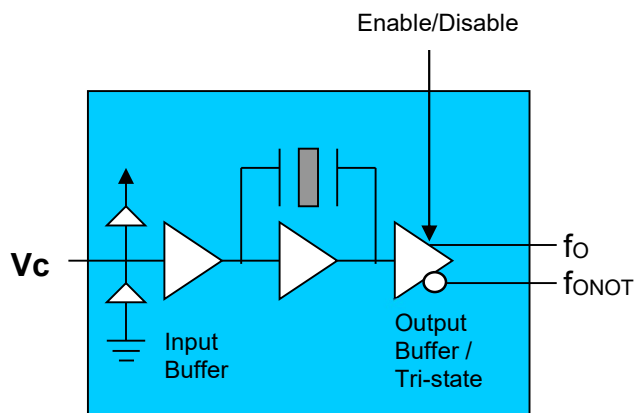 Enable/Disable
Vc
fO
fONOT
Input
Buffer
Output
Buffer /
Tri-state